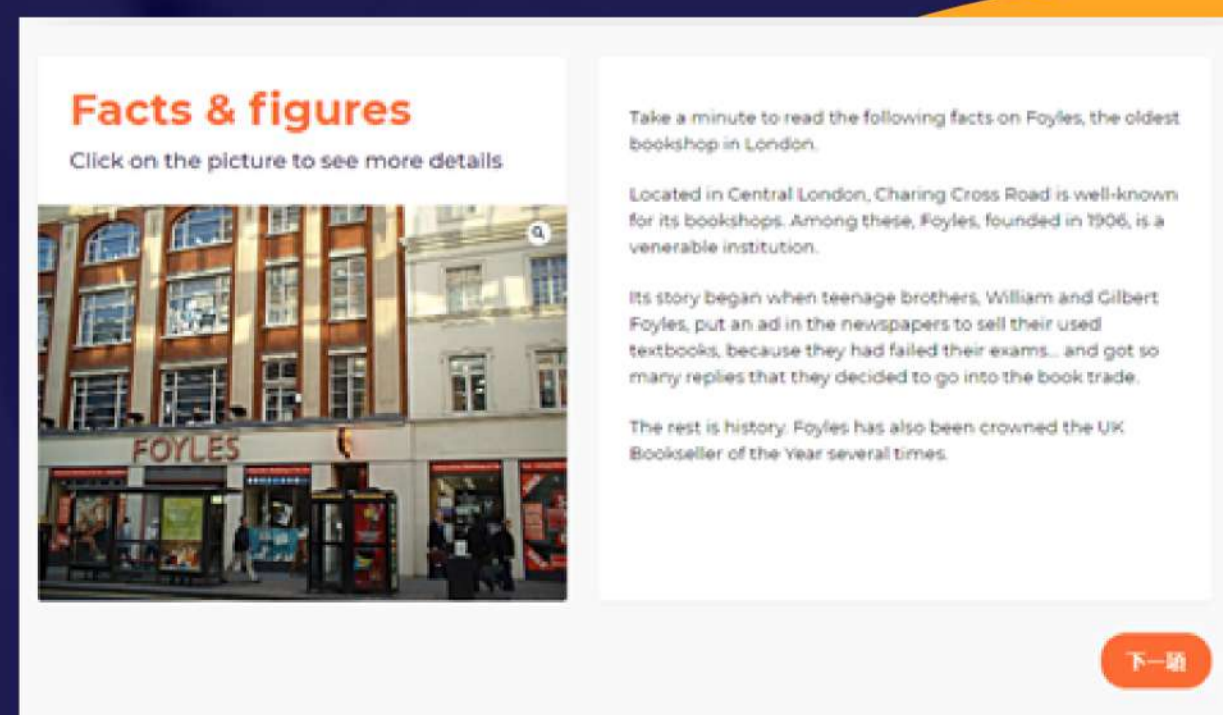 Facts & figures
Click on the picture to see more details
FOYLES
Take a minute to read the following facts on Foyles, the oldest
bookshop in London.
Located in Central London, Charing Cross Road is well-known
for its bookshops. Among these, Foyles, founded in 1906, is a
venerable institution.
Its story began when teenage brothers, William and Gilbert
Foyles, put an ad in the newspapers to sell their used
textbooks, because they had failed their exams... and got so
many replies that they decided to go into the book trade.
The rest is history. Foyles has also been crowned the UK
Bookseller of the Year several times.
下一題